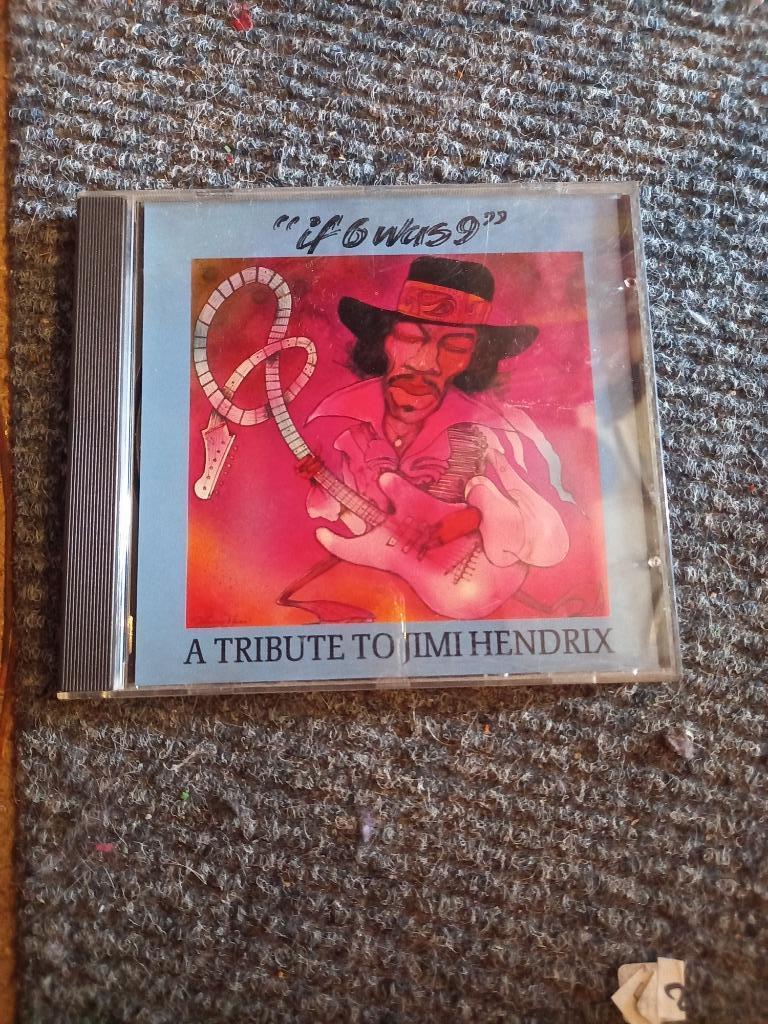 "if 6 was 9"
A TRIBUTE TO JIMI HENDRIX